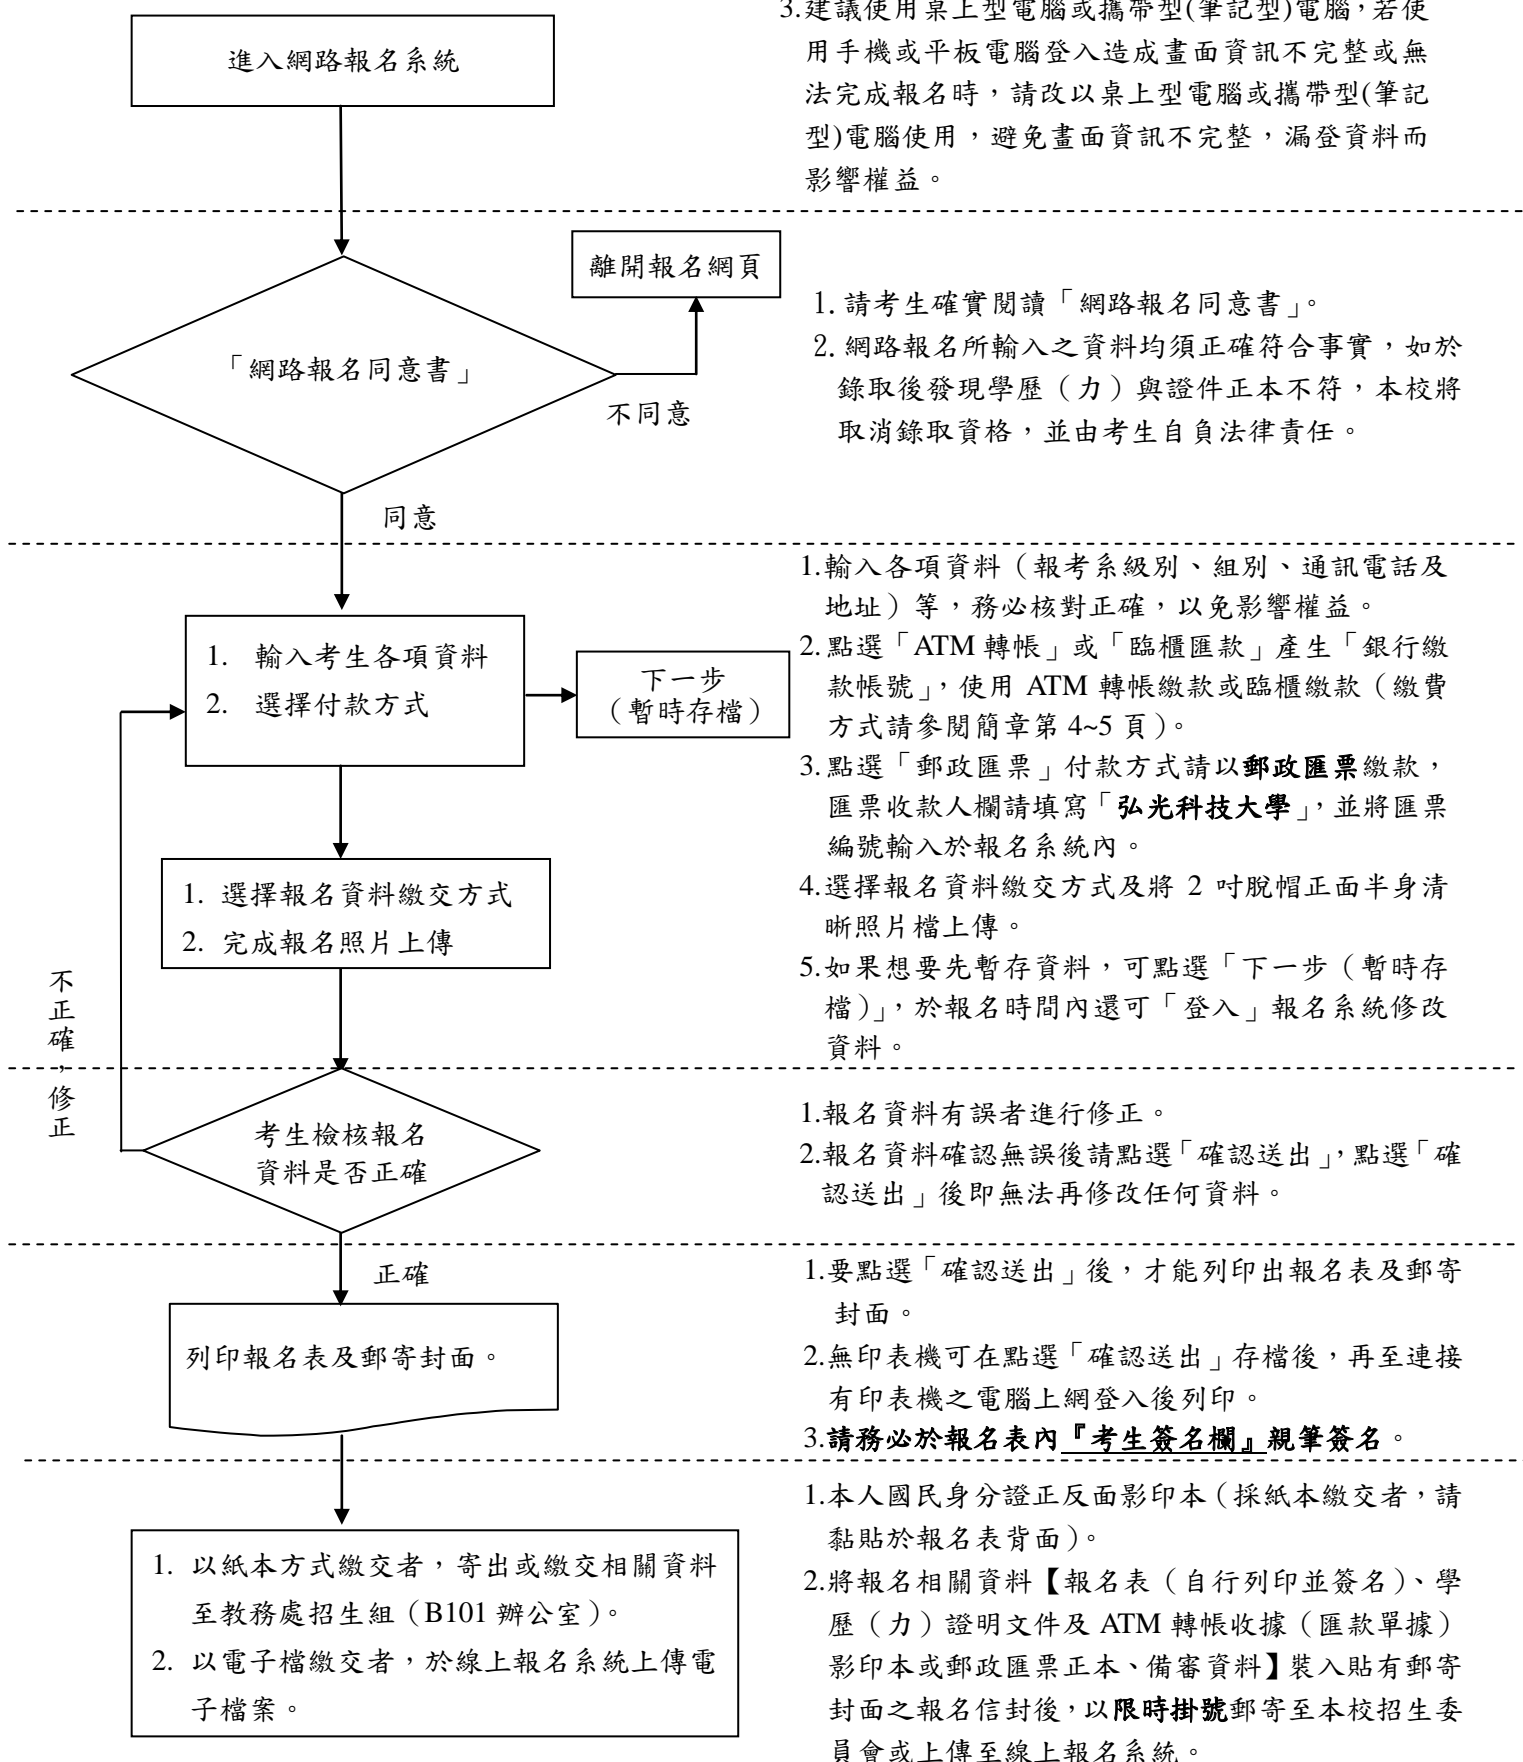 3.建議使用桌上型電腦或攜帶型(筆記型)電腦，若使
用手機或平板電腦登入造成畫面資訊不完整或無
法完成報名時，請改以桌上型電腦或攜帶型(筆記
型)電腦使用，避免畫面資訊不完整，漏登資料而
影響權益。
進入網路報名系統
離開報名網頁
「網路報名同意書」
不同意
同意
1. 請考生確實閱讀「網路報名同意書」。
2. 網路報名所輸入之資料均須正確符合事實，如於
錄取後發現學歷（力）與證件正本不符，本校將
取消錄取資格，並由考生自負法律責任。
1. 輸入考生各項資料
2. 選擇付款方式
下一步
（暫時存檔）
1. 選擇報名資料繳交方式
2. 完成報名照片上傳
不正確，修正
1.輸入各項資料（報考系級別、組別、通訊電話及
地址）等，務必核對正確，以免影響權益。
2.點選「ATM 轉帳」或「臨櫃匯款」產生「銀行繳
款帳號」，使用 ATM 轉帳繳款或臨櫃繳款（繳費
方式請參閱簡章第 4~5 頁）。
3.點選「郵政匯票」付款方式請以郵政匯票繳款，
匯票收款人欄請填寫「弘光科技大學」，並將匯票
編號輸入於報名系統內。
4.選擇報名資料繳交方式及將 2 吋脫帽正面半身清
晰照片檔上傳。
5.如果想要先暫存資料，可點選「下一步（暫時存
檔）」，於報名時間內還可「登入」報名系統修改
資料。
考生檢核報名
資料是否正確
1.報名資料有誤者進行修正。
2.報名資料確認無誤後請點選「確認送出」，點選「確
認送出」後即無法再修改任何資料。
正確
列印報名表及郵寄封面。
1.要點選「確認送出」後，才能列印出報名表及郵寄
封面。
2.無印表機可在點選「確認送出」存檔後，再至連接
有印表機之電腦上網登入後列印。
3.請務必於報名表內『考生簽名欄』親筆簽名。
1. 以紙本方式繳交者，寄出或繳交相關資料
至教務處招生組（B101 辦公室）。
2. 以電子檔繳交者，於線上報名系統上傳電
子檔案。
1.本人國民身分證正反面影印本（採紙本繳交者，請
黏貼於報名表背面）。
2.將報名相關資料【報名表（自行列印並簽名）、學
歷（力）證明文件及 ATM 轉帳收據（匯款單據）
影印本或郵政匯票正本、備審資料】裝入貼有郵寄
封面之報名信封後，以限時掛號郵寄至本校招生委
員會或上傳至線上報名系統。